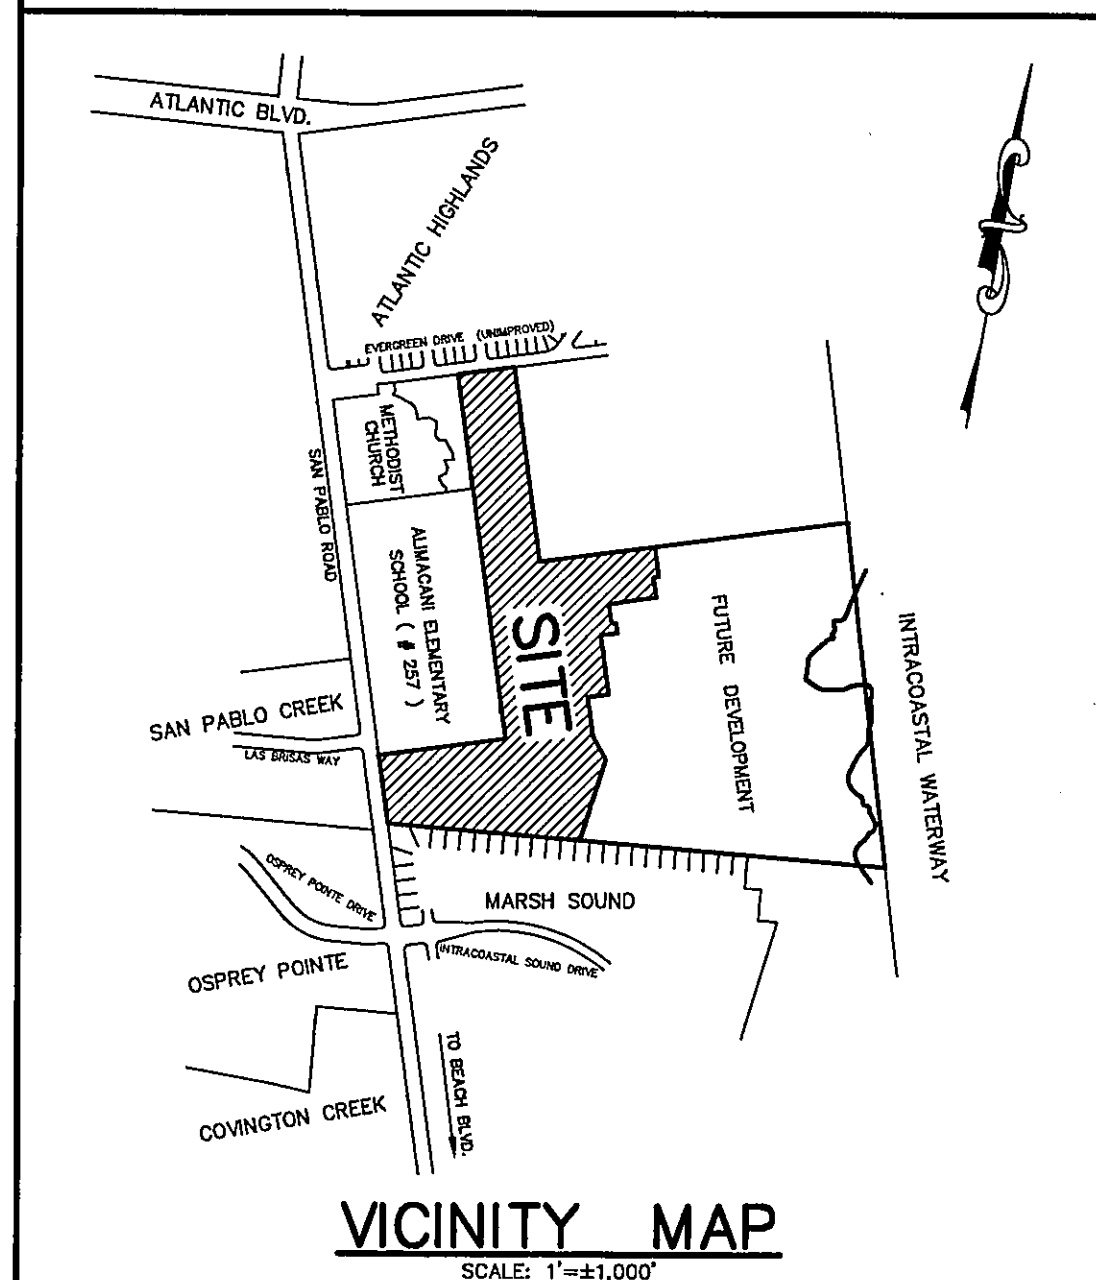 ATLANTIC BLVD.
ATLANTIC HIGHLANDS
EVERGREEN DRIVE (UNIMPROVED)
METHODIST
CHURCH
SAN PABLO ROAD
ALIMACANI ELEMENTARY
SCHOOL ( # 257 )
SITE
FUTURE DEVELOPMENT
INTRACOASTAL WATERWAY
SAN PABLO CREEK
LAS BRISAS WAY
OSPREY POINTE DRIVE
MARSH SOUND
INTRACOASTAL SOUND DRIVE
OSPREY POINTE
TO BEACH BLVD.
COVINGTON CREEK
VICINITY MAP
SCALE: 1'=±1,000'